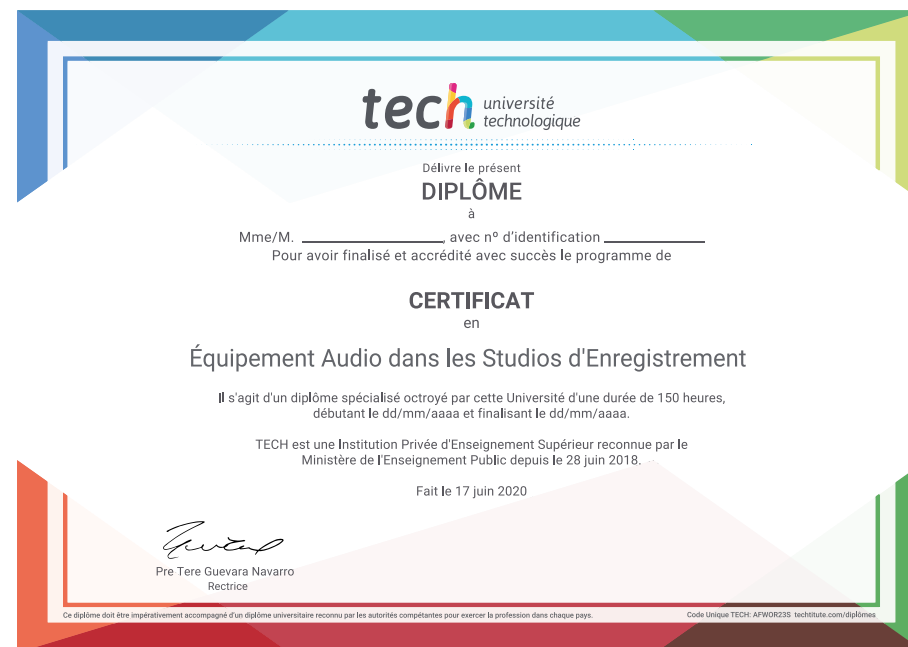 tech université
technologique
Délivre le présent
DIPLÔME
à
Mme/M. ____________________, avec nº d'identification ______________
Pour avoir finalisé et accrédité avec succès le programme de
CERTIFICAT
en
Équipement Audio dans les Studios d'Enregistrement
Il s'agit d'un diplôme spécialisé octroyé par cette Université d'une durée de 150 heures,
débutant le dd/mm/aaaa et finalisant le dd/mm/aaaa.
TECH est une Institution Privée d'Enseignement Supérieur reconnue par le
Ministère de l'Enseignement Public depuis le 28 juin 2018.
Fait le 17 juin 2020
Pre Tere Guevara Navarro
Rectrice
Ce diplôme doit être impérativement accompagné d'un diplôme universitaire reconnu par les autorités compétantes pour exercer la profession dans chaque pays.
Code Unique TECH: AFWOR23S techtitute.com/diplômes